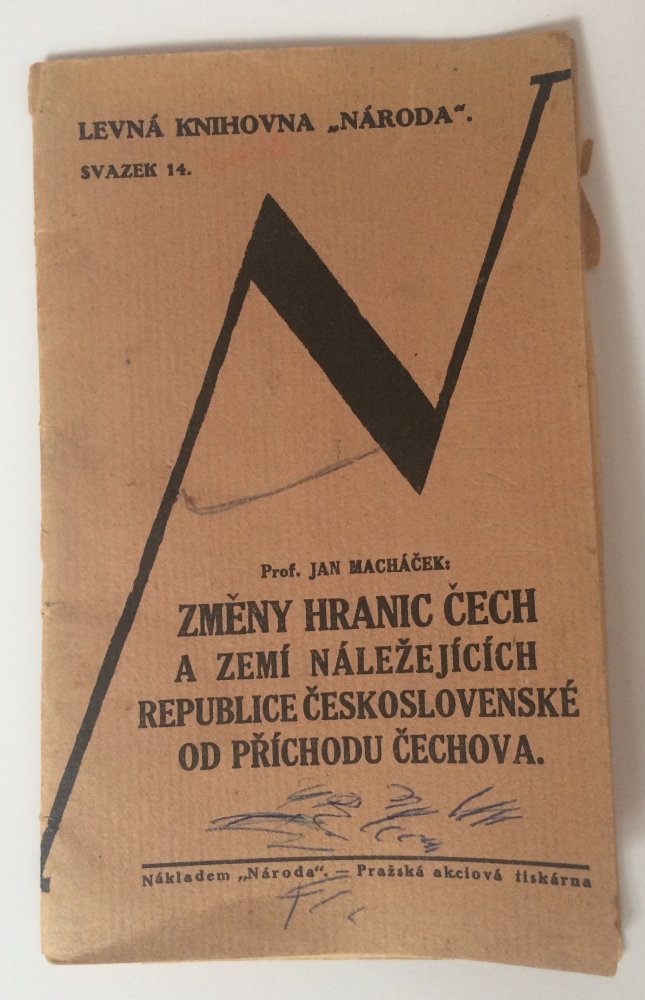 LEVNÁ KNIHOVNA „NÁRODA“.
SVAZEK 14.
Prof. JAN MACHÁČEK:
ZMĚNY HRANIC ČECH
A ZEMÍ NÁLEŽEJÍCÍCH
REPUBLICE ČESKOSLOVENSKÉ
OD PŘÍCHODU ČECHOVA.
Nákladem „Národa“. — Pražská akciová tiskárna